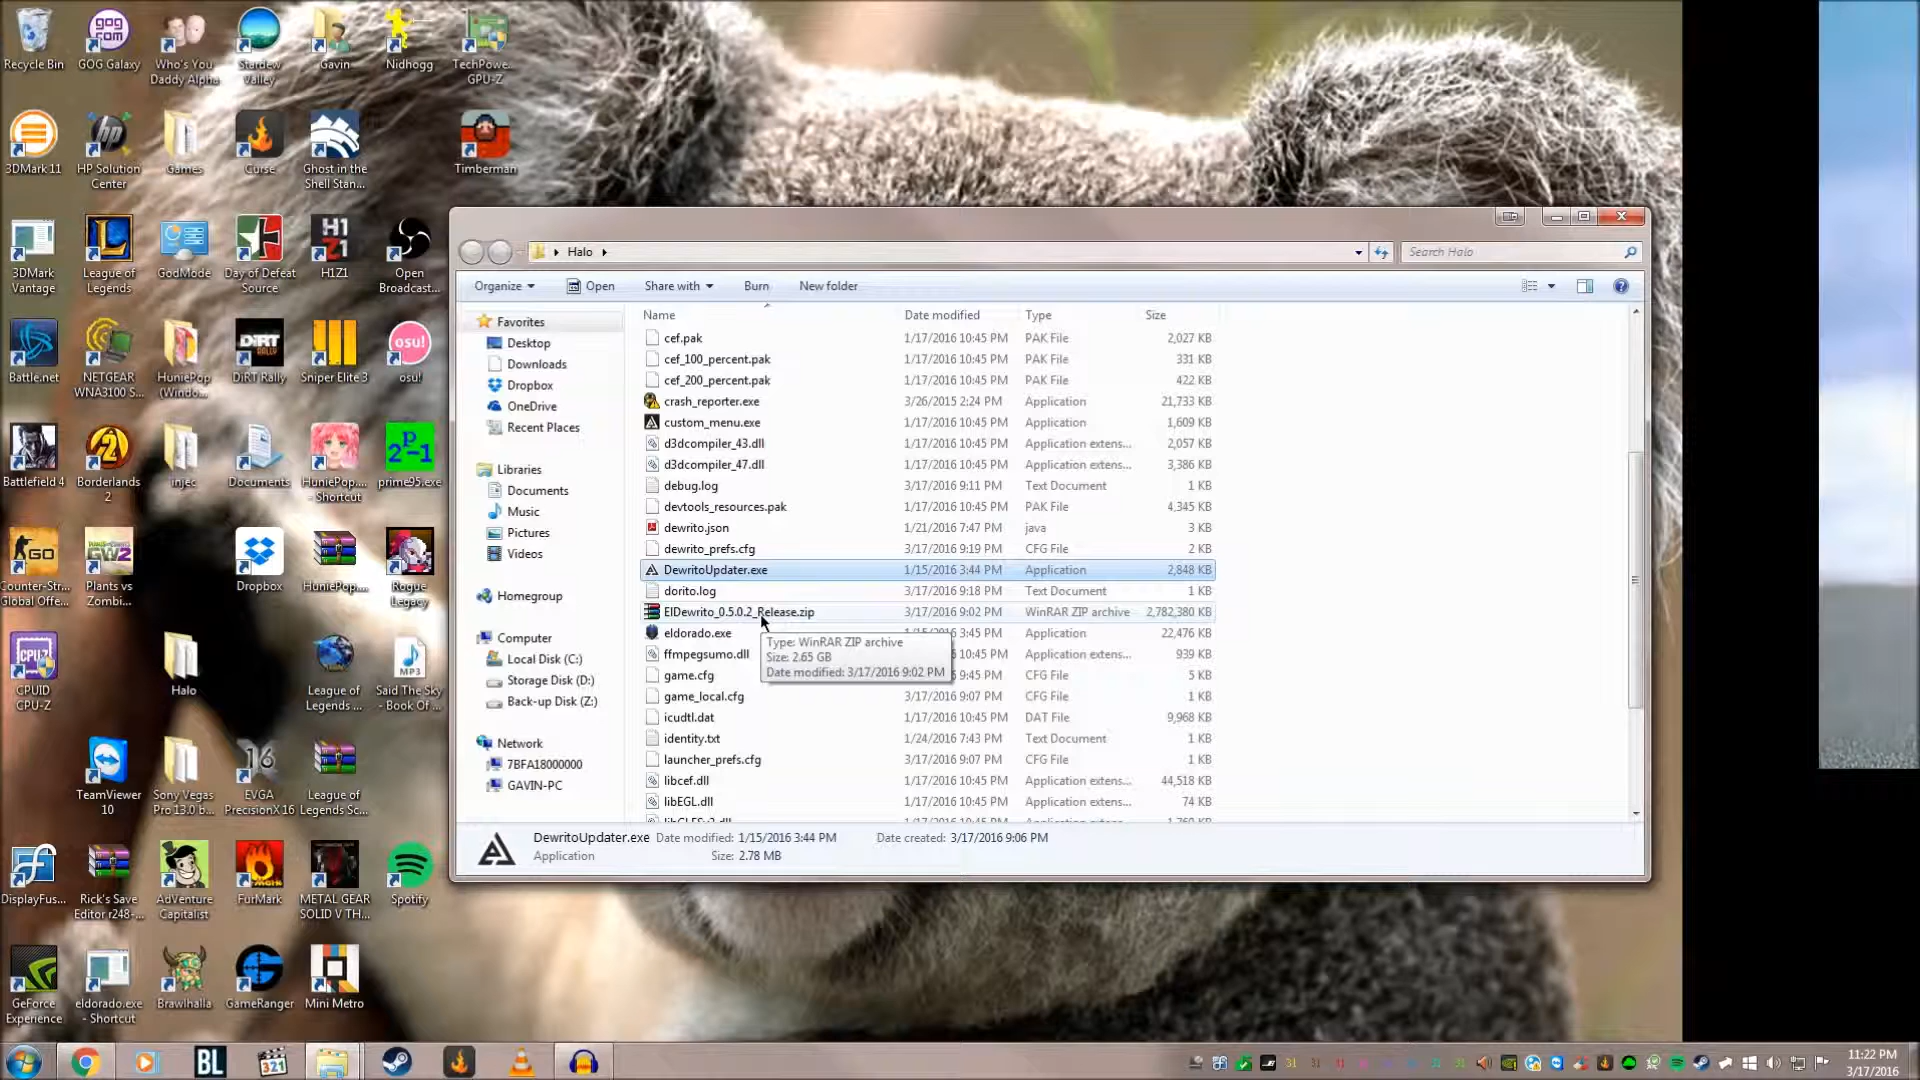 Recycle Bin
GOG Galaxy
Who's You
Daddy Alpha
Stardew
Valley
Gavin
Nidhogg
TechPowe...
GPU-Z
3DMark 11
HP Solution
Center
Games
Curse
Ghost in the
Shell Stan...
Timberman
3DMark
Vantage
League of
Legends
GodMode
Day of Defeat
Source
H1Z1
Open
Broadcast...
Battle.net
NETGEAR
WNA3100 S...
HuniePop
(Windo...
DiRT Rally
Sniper Elite 3
osu!
Battlefield 4
Borderlands
2
injec
Documents
HuniePop....
- Shortcut
prime95.exe
Counter-Str...
Global Offe...
Plants vs
Zombi...
Dropbox
HuniePop...
Rogue
Legacy
CPUID
CPU-Z
Halo
League of
Legends ...
Said The Sky
- Book Of ...
TeamViewer
10
Sony Vegas
Pro 13.0 b...
EVGA
PrecisionX 16
League of
Legends Sc...
DisplayFus...
Rick's Save
Editor r248-...
AdVenture
Capitalist
FurMark
METAL GEAR
SOLID V TH...
Spotify
GeForce
Experience
eldorado.exe
- Shortcut
Brawlhalla
GameRanger
Mini Metro
Halo
Search Halo
Organize
Open
Share with
Burn
New folder
Favorites
Desktop
Downloads
Dropbox
OneDrive
Recent Places
Libraries
Documents
Music
Pictures
Videos
Homegroup
Computer
Local Disk (C:)
Storage Disk (D:)
Back-up Disk (Z:)
Network
7BFA18000000
GAVIN-PC
Name Date modified Type Size
cef.pak 1/17/2016 10:45 PM PAK File 2,027 KB
cef_100_percent.pak 1/17/2016 10:45 PM PAK File 331 KB
cef_200_percent.pak 1/17/2016 10:45 PM PAK File 422 KB
crash_reporter.exe 3/26/2015 2:24 PM Application 21,733 KB
custom_menu.exe 1/17/2016 10:45 PM Application 1,609 KB
d3dcompiler_43.dll 1/17/2016 10:45 PM Application extens... 2,057 KB
d3dcompiler_47.dll 1/17/2016 10:45 PM Application extens... 3,386 KB
debug.log 3/17/2016 9:11 PM Text Document 1 KB
devtools_resources.pak 1/17/2016 10:45 PM PAK File 4,345 KB
dewrito.json 1/21/2016 7:47 PM java 3 KB
dewrito_prefs.cfg 3/17/2016 9:19 PM CFG File 2 KB
DewritoUpdater.exe 1/15/2016 3:44 PM Application 2,848 KB
dorito.log 3/17/2016 9:18 PM Text Document 1 KB
ElDewrito_0.5.0.2_Release.zip 3/17/2016 9:02 PM WinRAR ZIP archive 2,782,380 KB
eldorado.exe 1/15/2016 3:45 PM Application 22,476 KB
ffmpegsumo.dll 10:45 PM Application extens... 939 KB
game.cfg 9:45 PM CFG File 5 KB
game_local.cfg 3/17/2016 9:07 PM CFG File 1 KB
icudtl.dat 1/17/2016 10:45 PM DAT File 9,968 KB
identity.txt 1/24/2016 7:43 PM Text Document 1 KB
launcher_prefs.cfg 3/17/2016 9:07 PM CFG File 1 KB
libcef.dll 1/17/2016 10:45 PM Application extens... 44,518 KB
libEGL.dll 1/17/2016 10:45 PM Application extens... 74 KB
Type: WinRAR ZIP archive
Size: 2.65 GB
Date modified: 3/17/2016 9:02 PM
DewritoUpdater.exe Date modified: 1/15/2016 3:44 PM Date created: 3/17/2016 9:06 PM
Application Size: 2.78 MB
BL
321
11:22 PM
3/17/2016